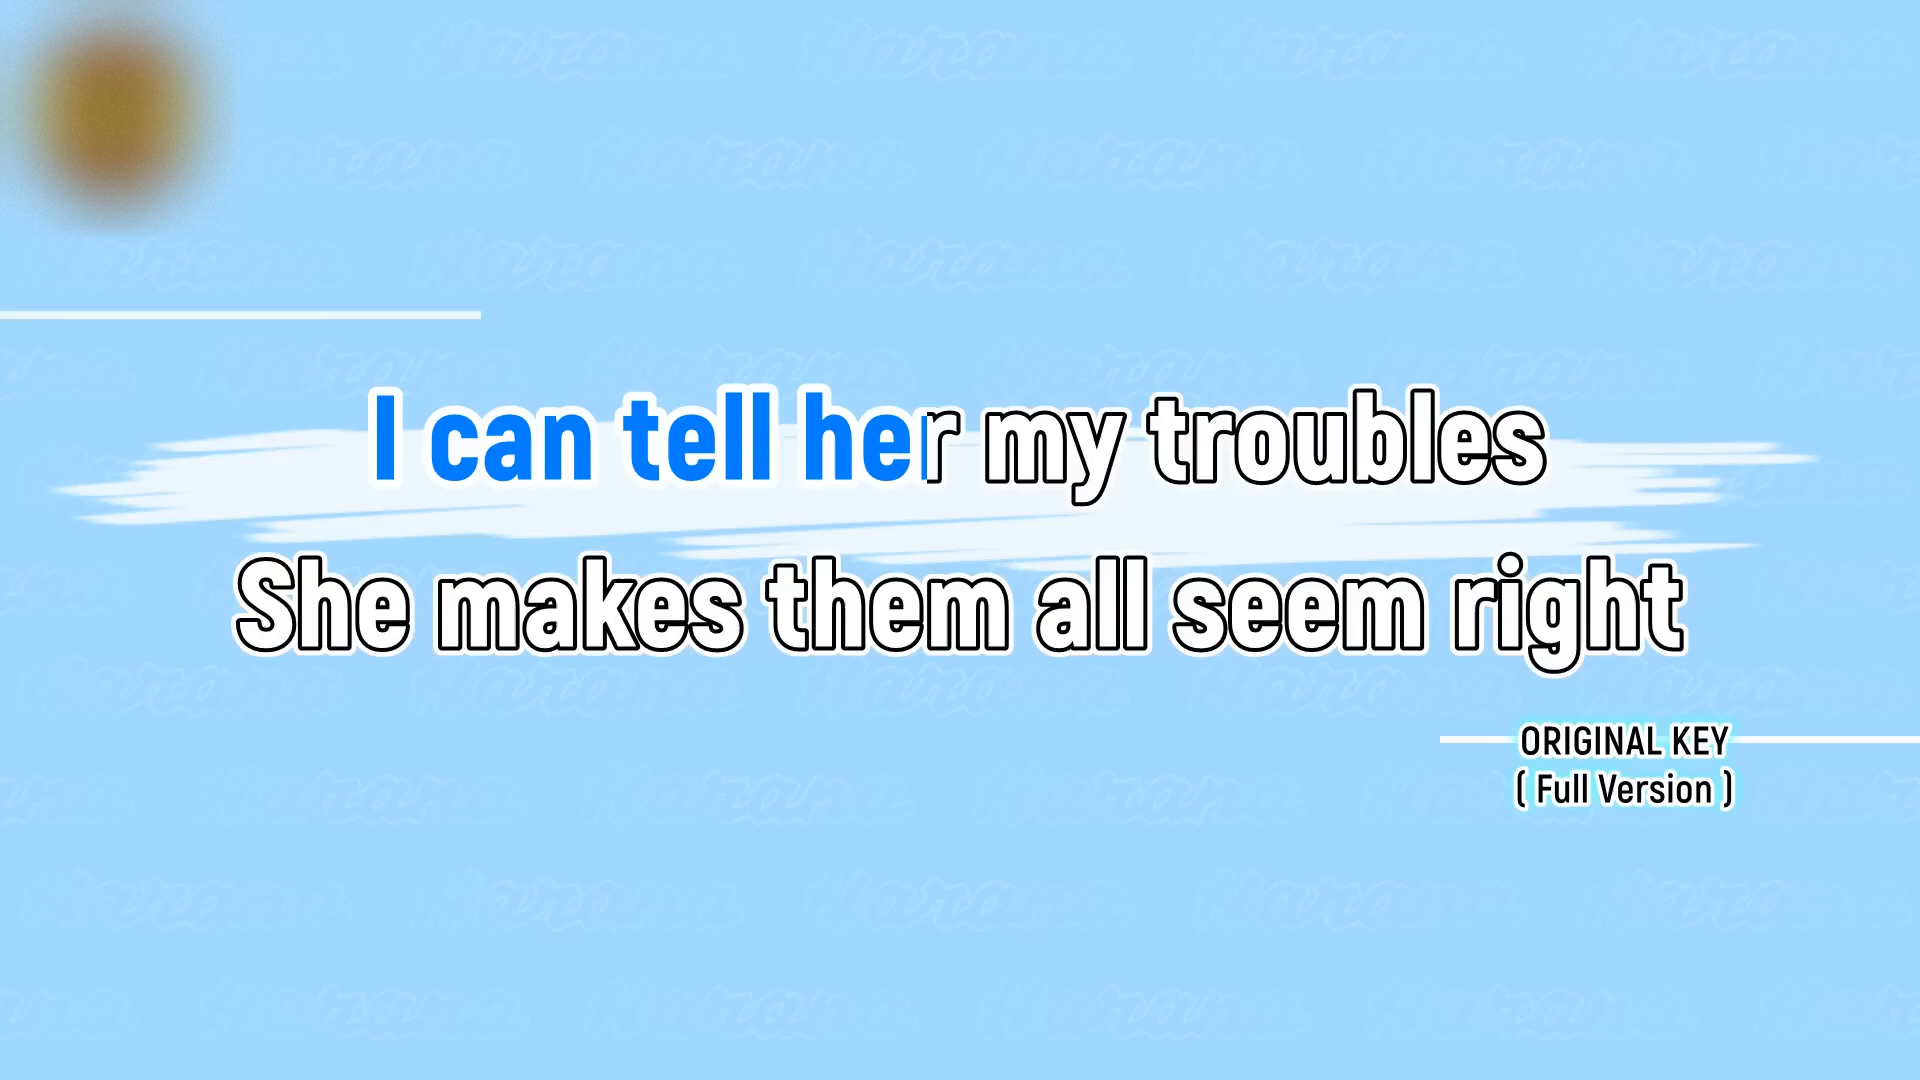 I can tell her my troubles
She makes them all seem right
ORIGINAL KEY
( Full Version )